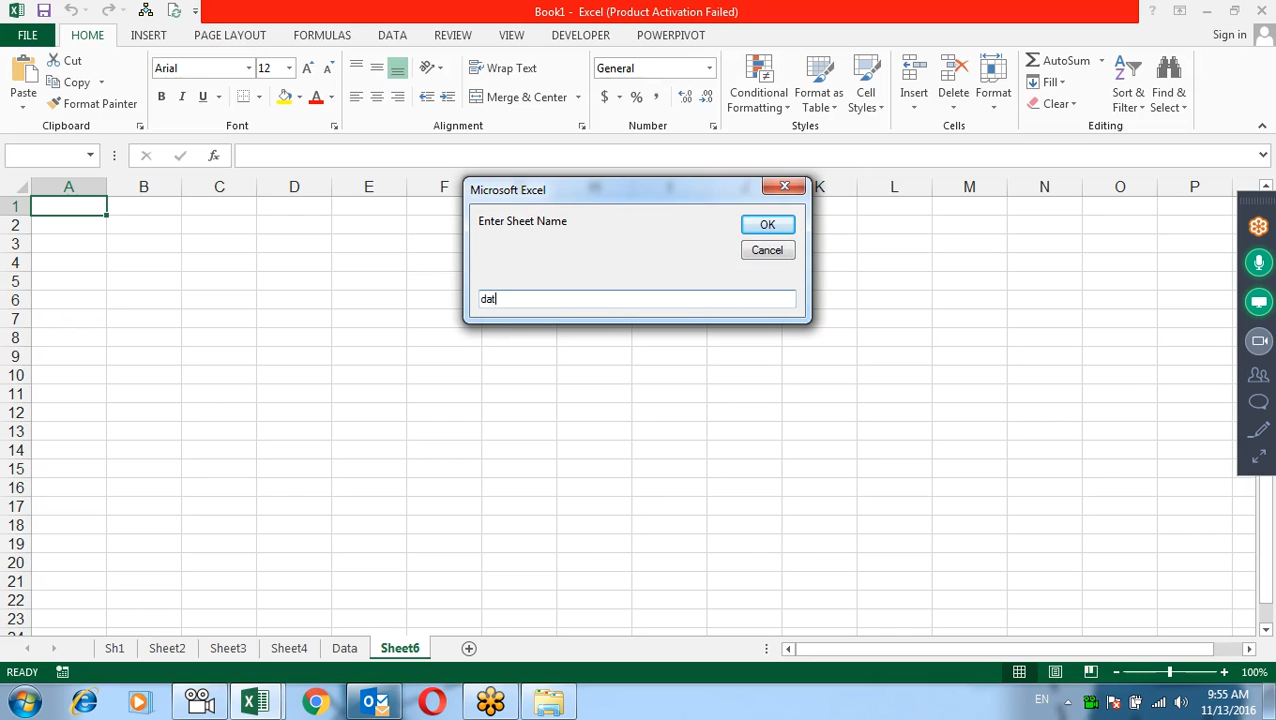 Book1 - Excel (Product Activation Failed)
?
FILE HOME INSERT PAGE LAYOUT FORMULAS DATA REVIEW VIEW DEVELOPER POWERPIVOT Sign in
Paste
Cut
Copy
Format Painter
Clipboard
Arial 12
B I U A
Font
Wrap Text
Merge & Center
Alignment
General
$ % ,
Number
Conditional Formatting
Format as Table
Cell Styles
Styles
Insert Delete Format
Cells
AutoSum
Fill
Clear
Sort & Filter
Find & Select
Editing
fx
A B C D E F K L M N O P
Microsoft Excel
Enter Sheet Name
OK
Cancel
dat
1
2
3
4
5
6
7
8
9
10
11
12
13
14
15
16
17
18
19
20
21
22
23
Sh1 Sheet2 Sheet3 Sheet4 Data Sheet6
READY 100%
EN 9:55 AM
11/13/2016